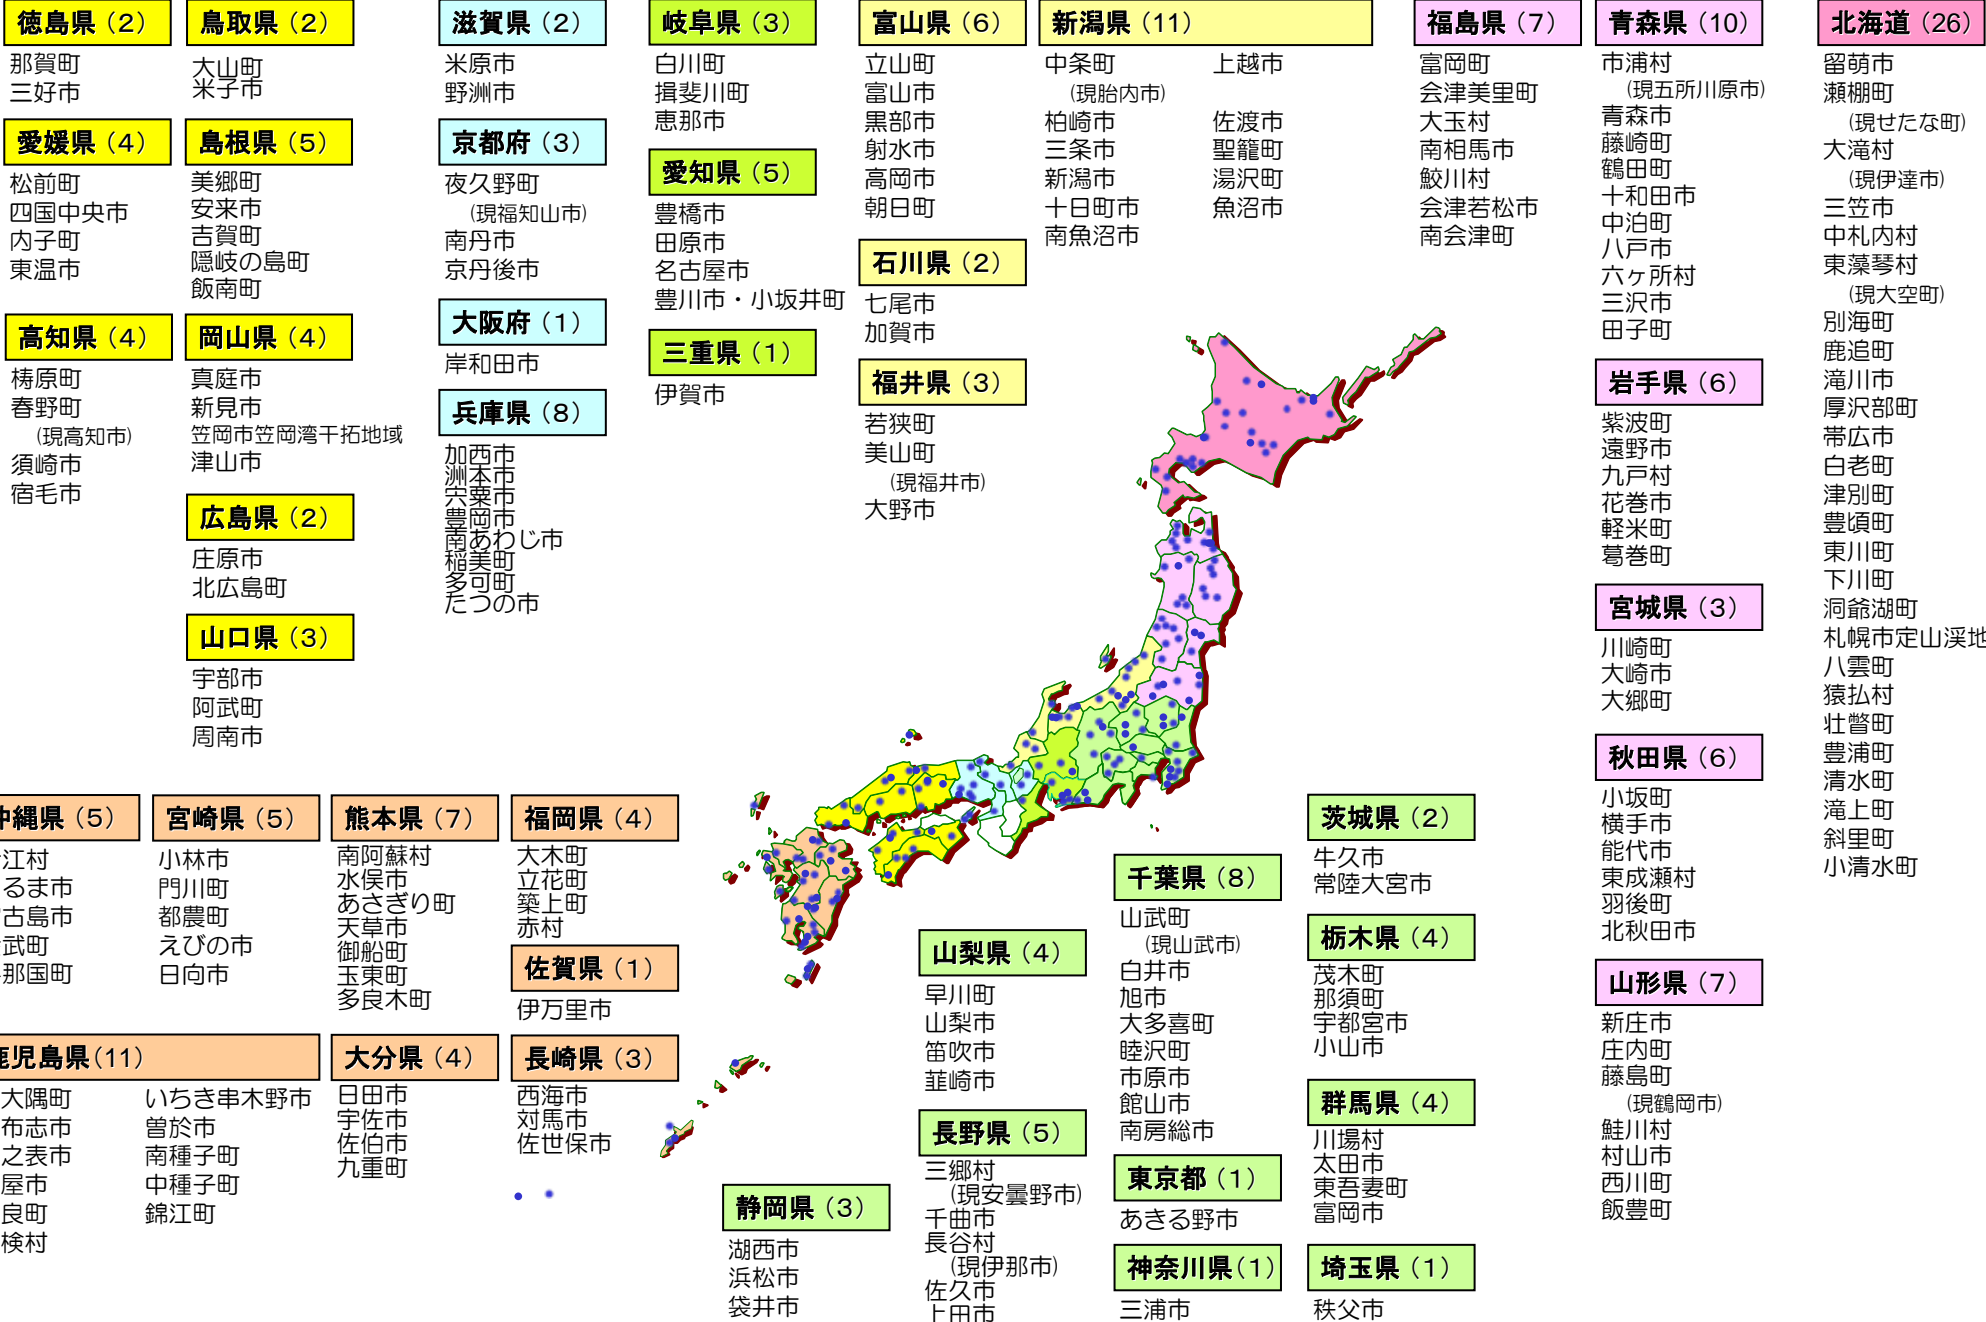 徳島県（2）
那賀町
三好市
愛媛県（4）
松前町
四国中央市
内子町
東温市
高知県（4）
梼原町
春野町
（現高知市）
須崎市
宿毛市
鳥取県（2）
大山町
米子市
島根県（5）
美郷町
安来市
吉賀町
隠岐の島町
飯南町
岡山県（4）
真庭市
新見市
笠岡市笠岡湾干拓地域
津山市
広島県（2）
庄原市
北広島町
山口県（3）
宇部市
阿武町
周南市
滋賀県（2）
米原市
野洲市
京都府（3）
夜久野町
（現福知山市）
南丹市
京丹後市
大阪府（1）
岸和田市
兵庫県（8）
加西市
洲本市
宍粟市
豊岡市
南あわじ市
稲美町
多可町
たつの市
岐阜県（3）
白川町
揖斐川町
恵那市
愛知県（5）
豊橋市
田原市
名古屋市
豊川市・小坂井町
三重県（1）
伊賀市
富山県（6）
立山町
富山市
黒部市
射水市
高岡市
朝日町
石川県（2）
七尾市
加賀市
福井県（3）
若狭町
美山町
（現福井市）
大野市
新潟県（11）
中条町
（現胎内市）
柏崎市
三条市
新潟市
十日町市
南魚沼市
上越市
佐渡市
聖籠町
湯沢町
魚沼市
福島県（7）
富岡町
会津美里町
大玉村
南相馬市
鮫川村
会津若松市
南会津町
青森県（10）
市浦村
（現五所川原市）
青森市
藤崎町
鶴田町
十和田市
中泊町
八戸市
六ヶ所村
三沢市
田子町
岩手県（6）
紫波町
遠野市
九戸村
花巻市
軽米町
葛巻町
宮城県（3）
川崎町
大崎市
大郷町
秋田県（6）
小坂町
横手市
能代市
東成瀬村
羽後町
北秋田市
山形県（7）
新庄市
庄内町
藤島町
（現鶴岡市）
鮭川村
村山市
西川町
飯豊町
北海道（26）
留萌市
瀬棚町
（現せたな町）
大滝村
（現伊達市）
三笠市
中札内村
東藻琴村
（現大空町）
別海町
鹿追町
滝川市
厚沢部町
帯広市
白老町
津別町
豊頃町
東川町
下川町
洞爺湖町
札幌市定山渓地
八雲町
猿払村
壮瞥町
豊浦町
清水町
滝上町
斜里町
小清水町
沖縄県（5）
江村
るま市
古島市
武町
那国町
宮崎県（5）
小林市
門川町
都農町
えびの市
日向市
熊本県（7）
南阿蘇村
水俣市
あさぎり町
天草市
御船町
玉東町
多良木町
福岡県（4）
大木町
立花町
築上町
赤村
佐賀県（1）
伊万里市
鹿児島県（11）
大隅町
布志市
之表市
屋市
良町
検村
いちき串木野市
曽於市
南種子町
中種子町
錦江町
大分県（4）
日田市
宇佐市
佐伯市
九重町
長崎県（3）
西海市
対馬市
佐世保市
静岡県（3）
湖西市
浜松市
袋井市
山梨県（4）
早川町
山梨市
笛吹市
韮崎市
長野県（5）
三郷村
（現安曇野市）
千曲市
長谷村
（現伊那市）
佐久市
上田市
千葉県（8）
山武町
（現山武市）
白井市
旭市
大多喜町
睦沢町
市原市
館山市
南房総市
東京都（1）
あきる野市
神奈川県（1）
三浦市
茨城県（2）
牛久市
常陸大宮市
栃木県（4）
茂木町
那須町
宇都宮市
小山市
群馬県（4）
川場村
太田市
東吾妻町
富岡市
埼玉県（1）
秩父市